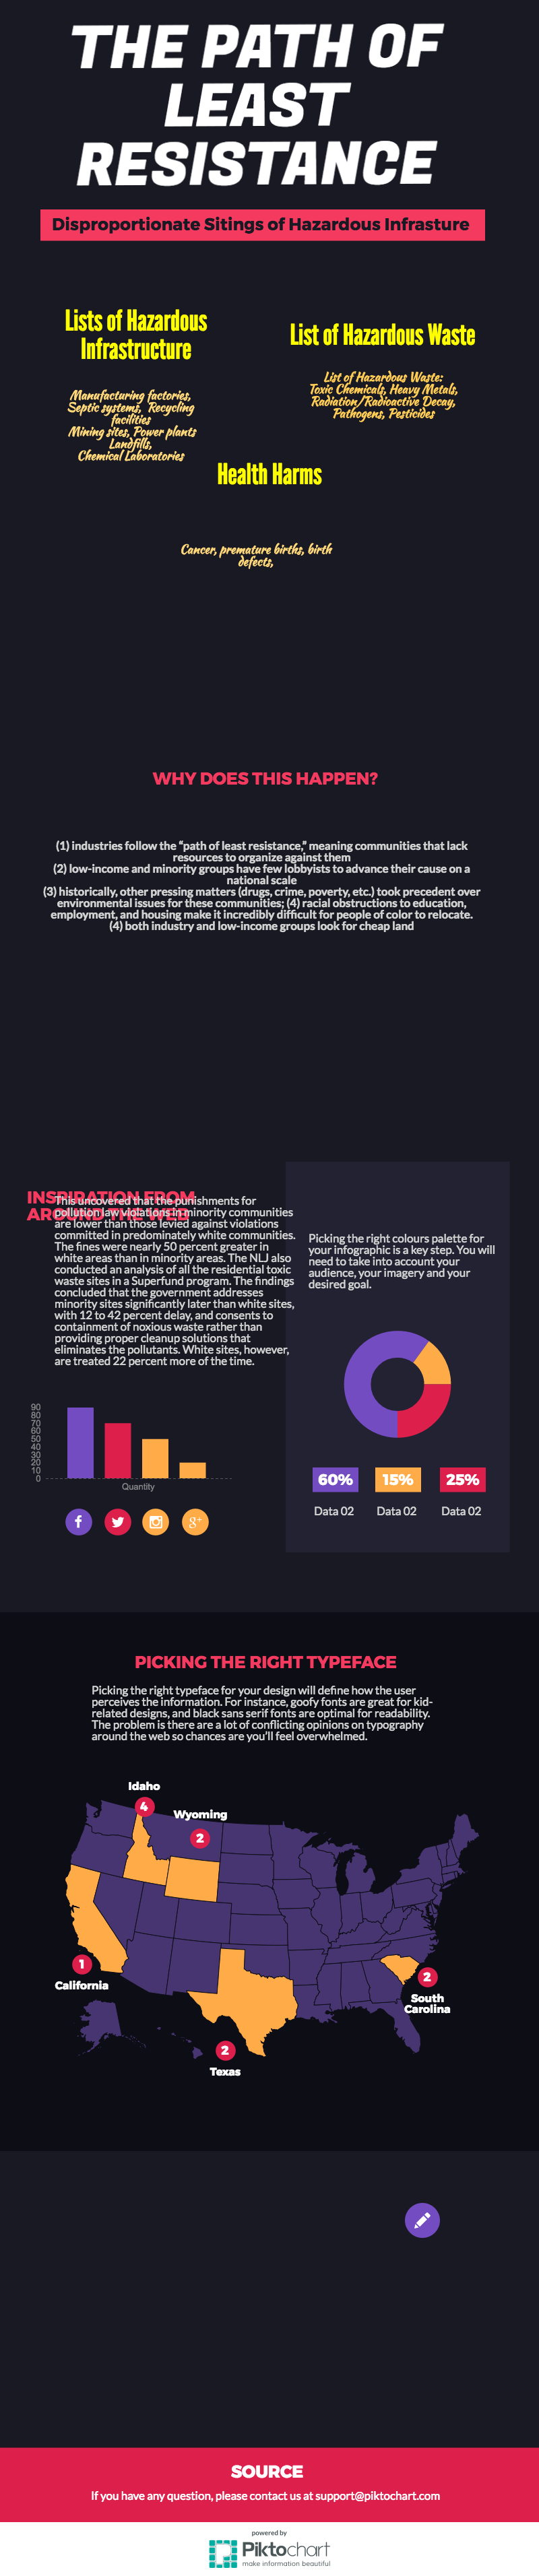 THE PATH OF
LEAST
RESISTANCE
Disproportionate Sitings of Hazardous Infrasture
Lists of Hazardous
Infrastructure
Manufacturing factories,
Septic systems, Recycling
facilities
Mining sites, Power plants
Landfills,
Chemical Laboratories
List of Hazardous Waste
List of Hazardous Waste:
Toxic Chemicals, Heavy Metals,
Radiation/Radioactive Decay,
Pathogens, Pesticides
Health Harms
Cancer, premature births, birth
defects,
WHY DOES THIS HAPPEN?
(1) industries follow the "path of least resistance," meaning communities that lack
resources to organize against them
(2) low-income and minority groups have few lobbyists to advance their cause on a
national scale
(3) historically, other pressing matters (drugs, crime, poverty, etc.) took precedent over
environmental issues for these communities; (4) racial obstructions to education,
employment, and housing make it incredibly difficult for people of color to relocate.
(4) both industry and low-income groups look for cheap land
INSPIRATION FROM
AROUND THE WEB
This uncovered that the punishments for
pollution law violations in minority communities
are lower than those levied against violations
committed in predominately white communities.
The fines were nearly 50 percent greater in
white areas than in minority areas. The NLJ also
conducted an analysis of all the residential toxic
waste sites in a Superfund program. The findings
concluded that the government addresses
minority sites significantly later than white sites,
with 12 to 42 percent delay, and consents to
containment of noxious waste rather than
providing proper cleanup solutions that
eliminates the pollutants. White sites, however,
are treated 22 percent more of the time.
90
80
70
60
50
40
30
20
10
0
Quantity
f
g+
Picking the right colours palette for
your infographic is a key step. You will
need to take into account your
audience, your imagery and your
desired goal.
60% 15% 25%
Data 02 Data 02 Data 02
PICKING THE RIGHT TYPEFACE
Picking the right typeface for your design will define how the user
perceives the information. For instance, goofy fonts are great for kid-
related designs, and black sans serif fonts are optimal for readability.
The problem is there are a lot of conflicting opinions on typography
around the web so chances are you'll feel overwhelmed.
Idaho
4
Wyoming
2
1
California
2
South
Carolina
2
Texas
SOURCE
If you have any question, please contact us at support@piktochart.com
powered by
Piktochart
make information beautiful